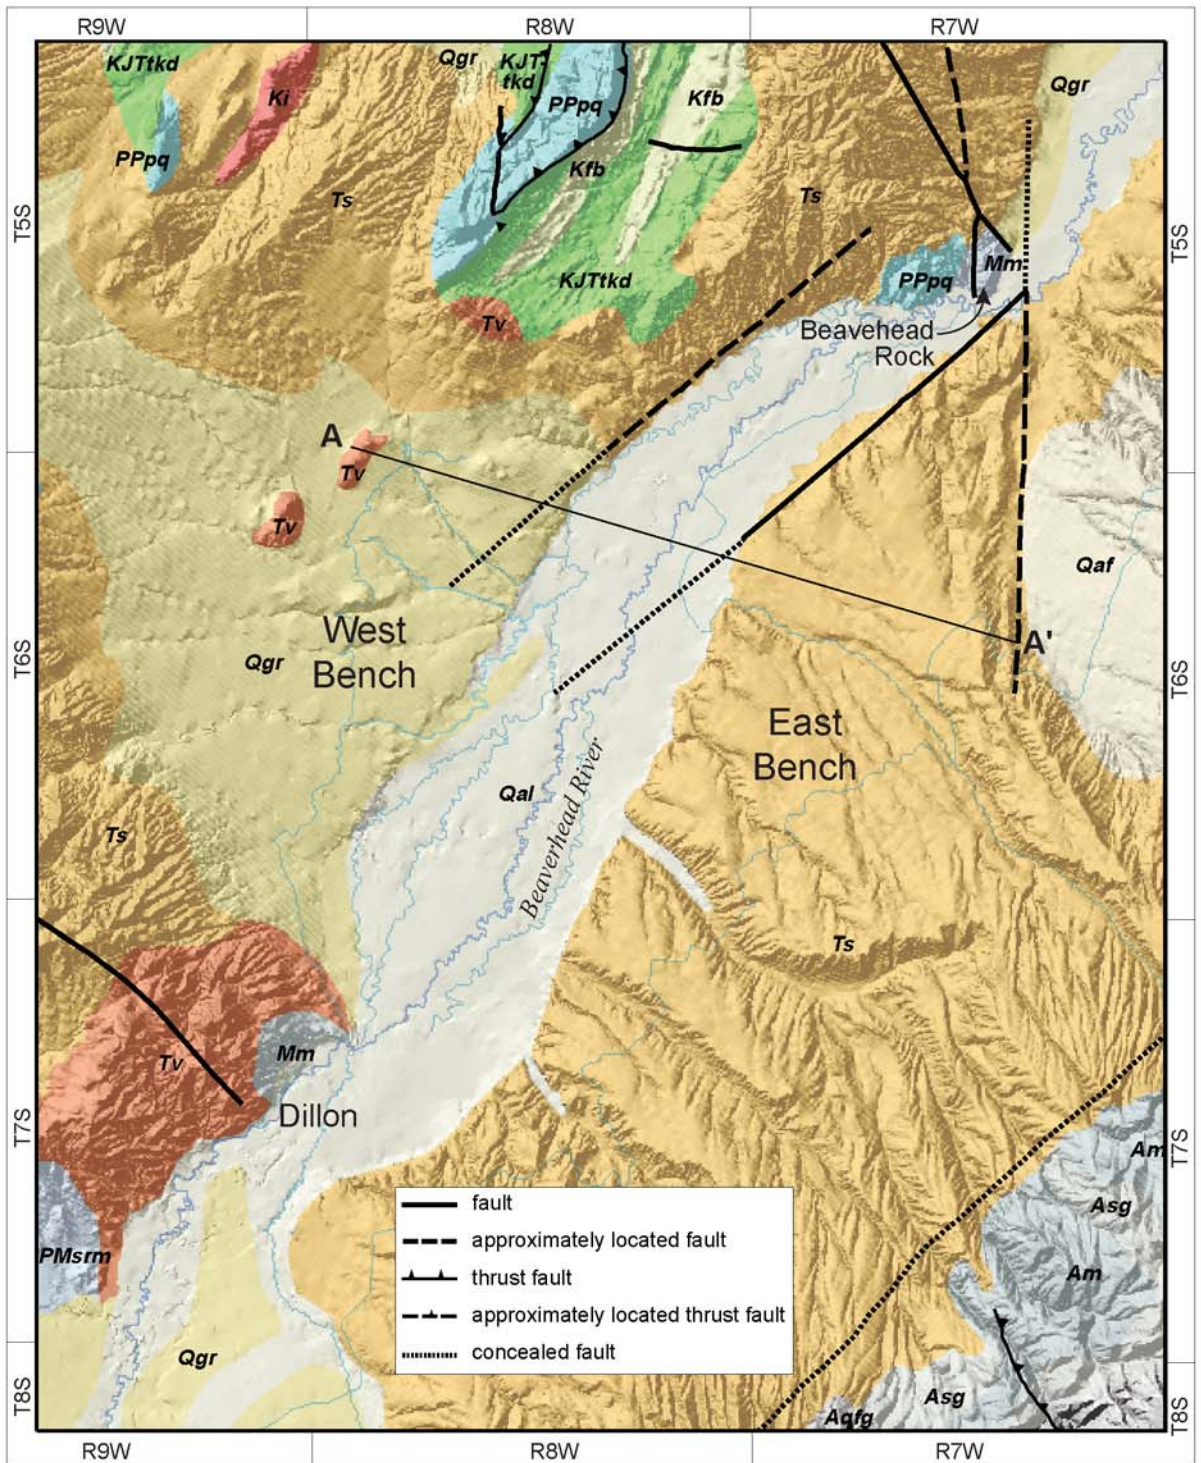 R9W
R8W
R7W
KJTtkd
Ki
Qgr
KJT
tkd
PPpq
Kfb
Qgr
PPpq
Kfb
Ts
Ts
T5S
T5S
KJTtkd
PPpq
Mm
Tv
Beavehead
Rock
A
Tv
Tv
Qaf
West
Bench
Qgr
A'
T6S
T6S
East
Bench
Qal
Beaverhead River
Ts
Ts
Tv
Mm
Dillon
T7S
T7S
Am
Asg
Am
PMsrm
fault
approximately located fault
thrust fault
approximately located thrust fault
concealed fault
Qgr
Asg
Aqfg
T8S
T8S
R9W
R8W
R7W